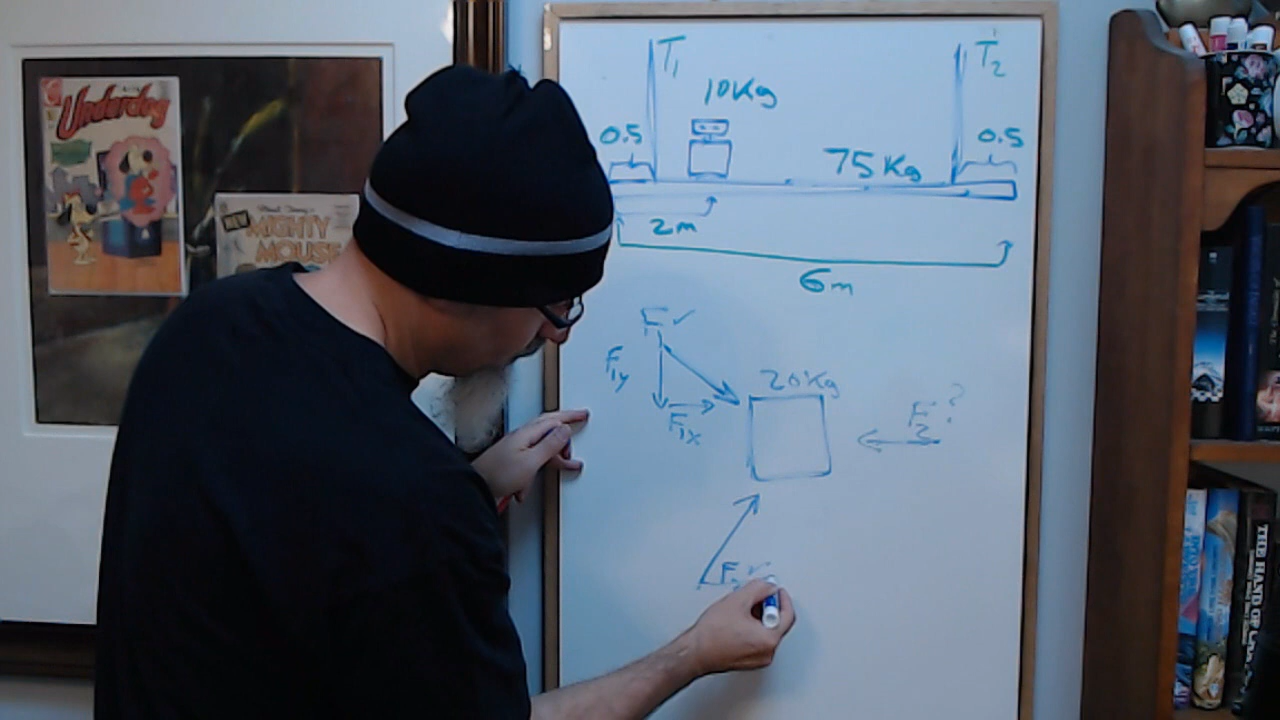 Underdog
NEW
MIGHTY
MOUSE
T1
T2
10Kg
0.5
0.5
75Kg
2m
6m
F1 ✓
F1y
F1x
20Kg
F3?
THE HAND OF